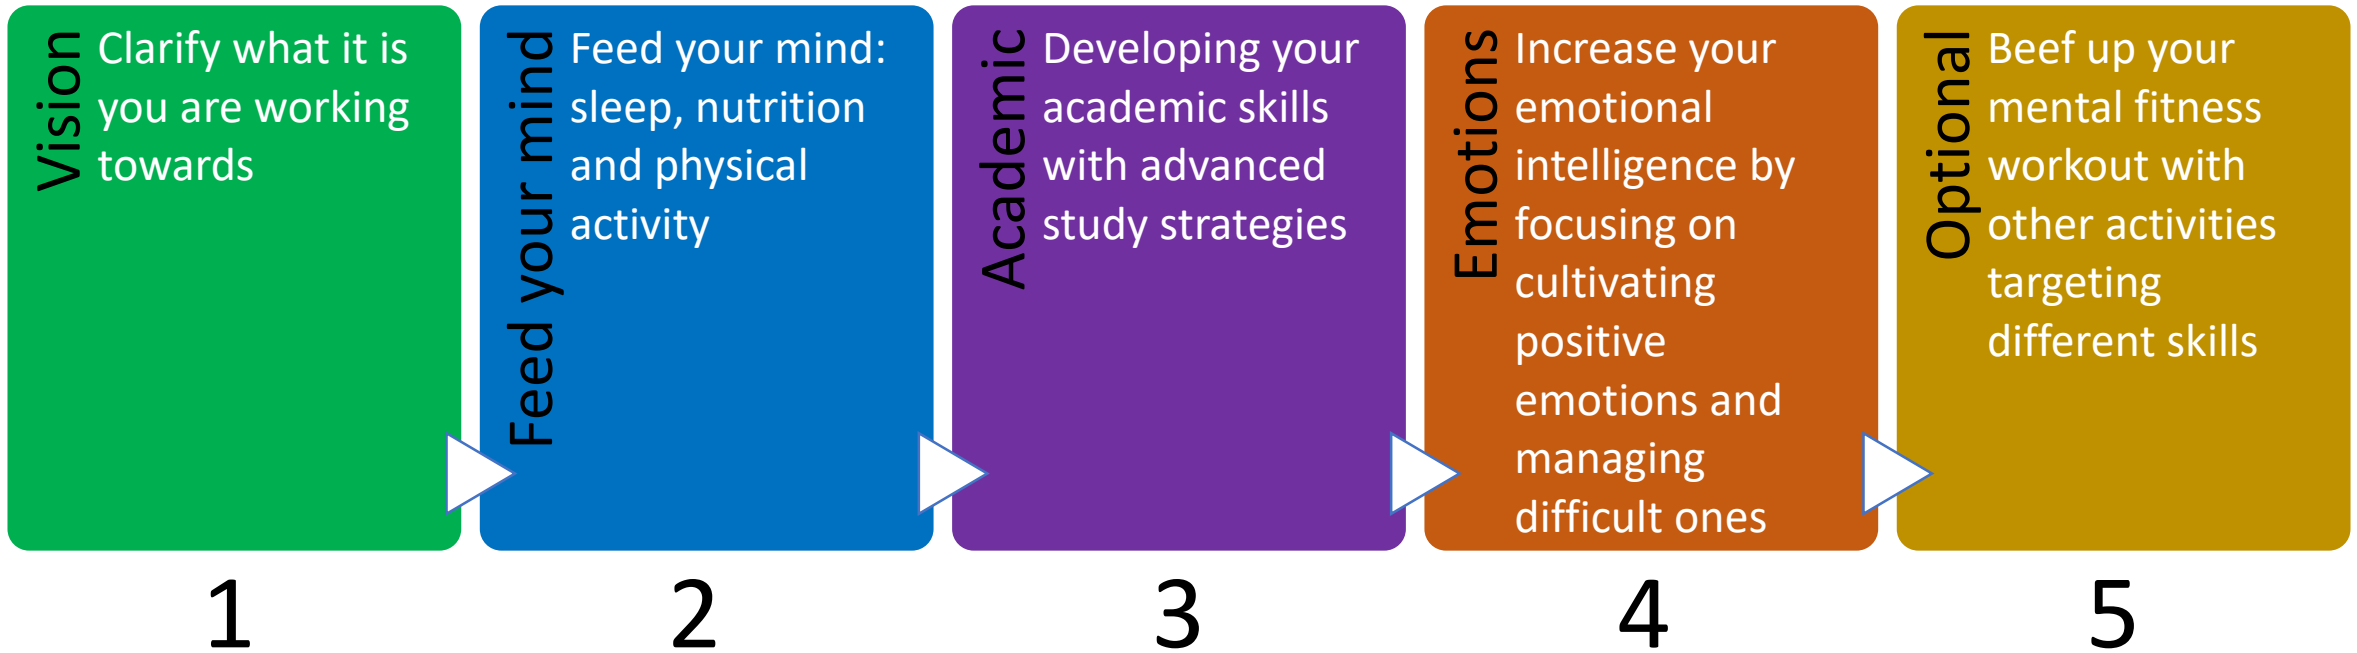 Vision
Clarify what it is
you are working
towards
Feed your mind
Feed your mind:
sleep, nutrition
and physical
activity
Academic
Developing your
academic skills
with advanced
study strategies
Emotions
Increase your
emotional
intelligence by
focusing on
cultivating
positive
emotions and
managing
difficult ones
Optional
Beef up your
mental fitness
workout with
other activities
targeting
different skills
1
2
3
4
5